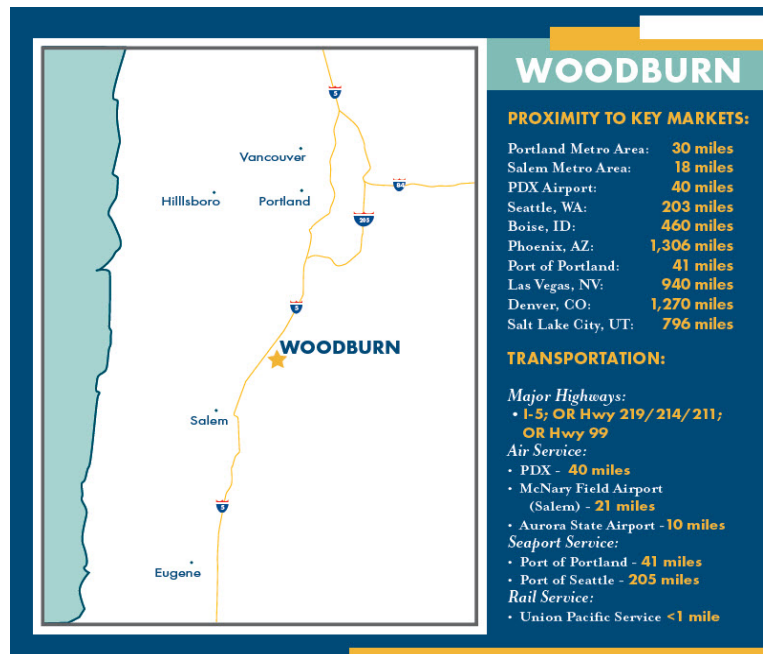 5
Vancouver
84
Hilllsboro
Portland
205
5
WOODBURN
Salem
5
Eugene
WOODBURN
PROXIMITY TO KEY MARKETS:
Portland Metro Area: 30 miles
Salem Metro Area: 18 miles
PDX Airport: 40 miles
Seattle, WA: 203 miles
Boise, ID: 460 miles
Phoenix, AZ: 1,306 miles
Port of Portland: 41 miles
Las Vegas, NV: 940 miles
Denver, CO: 1,270 miles
Salt Lake City, UT: 796 miles
TRANSPORTATION:
Major Highways:
• I-5; OR Hwy 219/214/211;
OR Hwy 99
Air Service:
• PDX - 40 miles
• McNary Field Airport
(Salem) - 21 miles
• Aurora State Airport -10 miles
Seaport Service:
• Port of Portland - 41 miles
• Port of Seattle - 205 miles
Rail Service:
• Union Pacific Service <1 mile